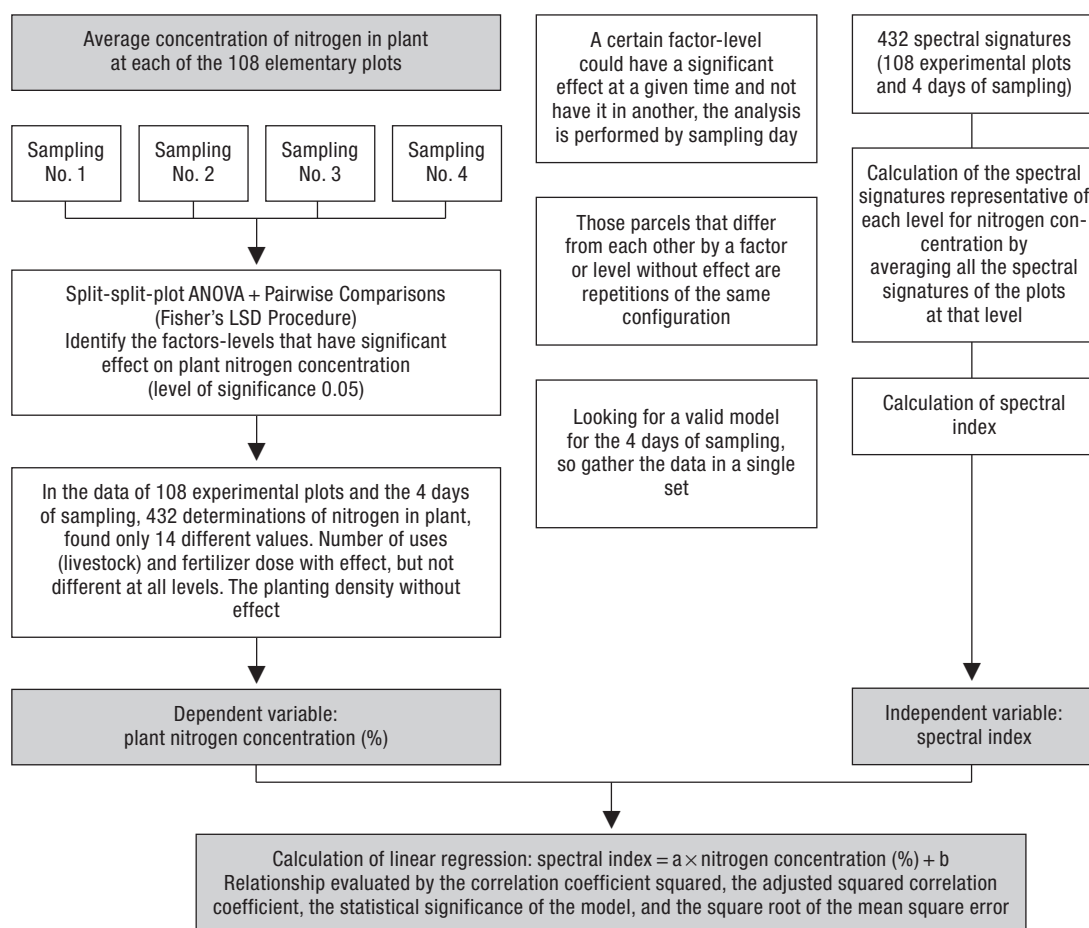 Average concentration of nitrogen in plant
at each of the 108 elementary plots
Sampling
No. 1
Sampling
No. 2
Sampling
No. 3
Sampling
No. 4
Split-split-plot ANOVA + Pairwise Comparisons
(Fisher's LSD Procedure)
Identify the factors-levels that have significant
effect on plant nitrogen concentration
(level of significance 0.05)
In the data of 108 experimental plots and the 4 days
of sampling, 432 determinations of nitrogen in plant,
found only 14 different values. Number of uses
(livestock) and fertilizer dose with effect, but not
different at all levels. The planting density without
effect
Dependent variable:
plant nitrogen concentration (%)
A certain factor-level
could have a significant
effect at a given time and not
have it in another, the analysis
is performed by sampling day
Those parcels that differ
from each other by a factor
or level without effect are
repetitions of the same
configuration
Looking for a valid model
for the 4 days of sampling,
so gather the data in a single
set
432 spectral signatures
(108 experimental plots
and 4 days of sampling)
Calculation of the spectral
signatures representative of
each level for nitrogen con-
centration by
averaging all the spectral
signatures of the plots
at that level
Calculation of spectral
index
Independent variable:
spectral index
Calculation of linear regression: spectral index = a × nitrogen concentration (%) + b
Relationship evaluated by the correlation coefficient squared, the adjusted squared correlation
coefficient, the statistical significance of the model, and the square root of the mean square error